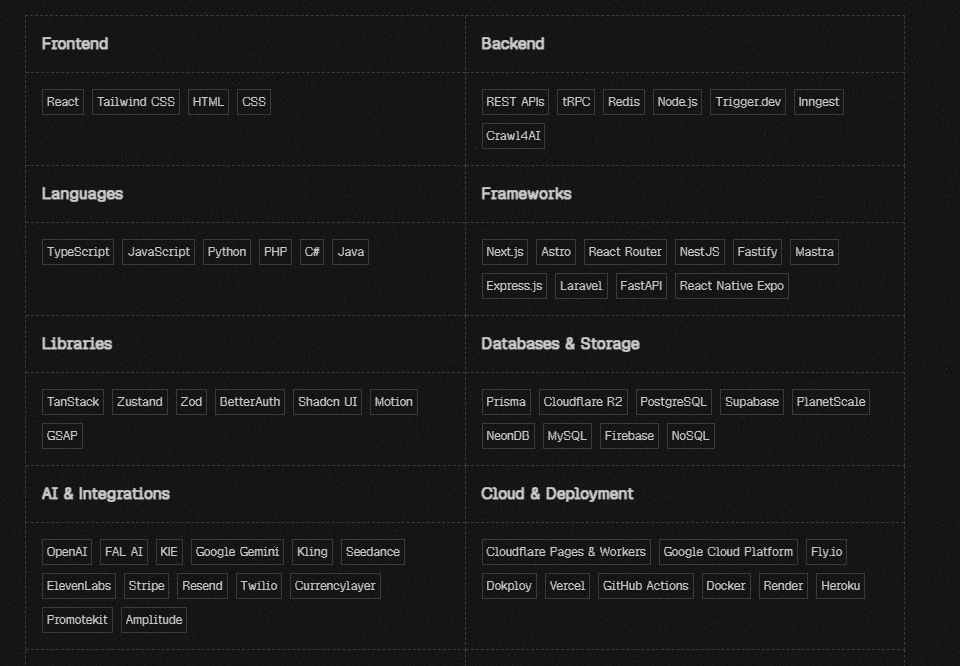 Frontend
React Tailwind CSS HTML CSS
Backend
REST APIs tRPC Redis Node.js Trigger.dev Inngest
Crawl4AI
Languages
TypeScript JavaScript Python PHP C# Java
Frameworks
Next.js Astro React Router NestJS Fastify Mastra
Express.js Laravel FastAPI React Native Expo
Libraries
TanStack Zustand Zod BetterAuth Shadcn UI Motion
GSAP
Databases & Storage
Prisma Cloudflare R2 PostgreSQL Supabase PlanetScale
NeonDB MySQL Firebase NoSQL
AI & Integrations
OpenAI FAL AI KIE Google Gemini Kling Seedance
ElevenLabs Stripe Resend Twilio Currencylayer
Promotekit Amplitude
Cloud & Deployment
Cloudflare Pages & Workers Google Cloud Platform Fly.io
Dokploy Vercel GitHub Actions Docker Render Heroku